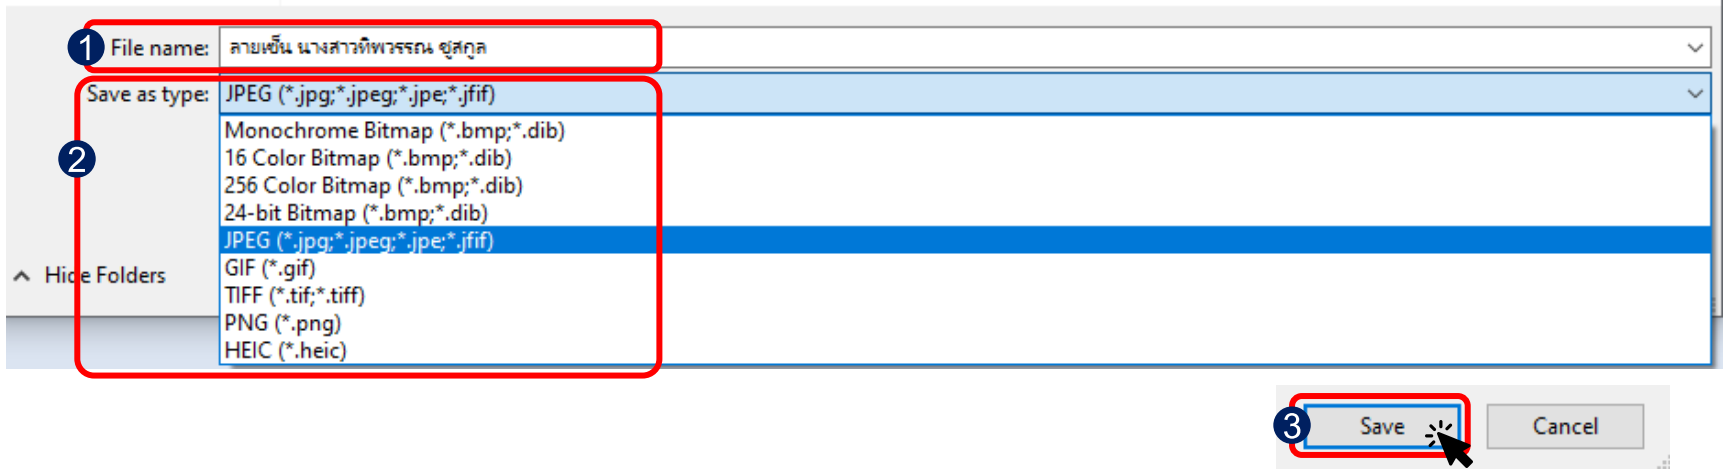 1 File name: ลายเซ็น นางสาวทิพวรรณ ชูสกูล
Save as type: JPEG (*.jpg;*.jpeg;*.jpe;*.jfif)
2
Monochrome Bitmap (*.bmp;*.dib)
16 Color Bitmap (*.bmp;*.dib)
256 Color Bitmap (*.bmp;*.dib)
24-bit Bitmap (*.bmp;*.dib)
JPEG (*.jpg;*.jpeg;*.jpe;*.jfif)
GIF (*.gif)
TIFF (*.tif;*.tiff)
PNG (*.png)
HEIC (*.heic)
Hide Folders
3 Save Cancel